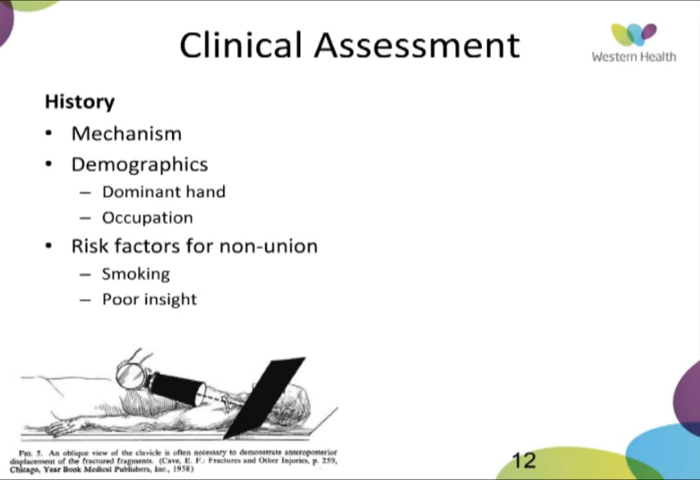 Clinical Assessment
Western Health
History
• Mechanism
• Demographics
– Dominant hand
– Occupation
• Risk factors for non-union
– Smoking
– Poor insight
Fig. 5. An oblique view of the clavicle is often necessary to demonstrate anteroposterior
displacement of the fractured fragments. (Cave, E. F.: Fractures and Other Injuries, p. 259,
Chicago, Year Book Medical Publishers, Inc., 1958)
12